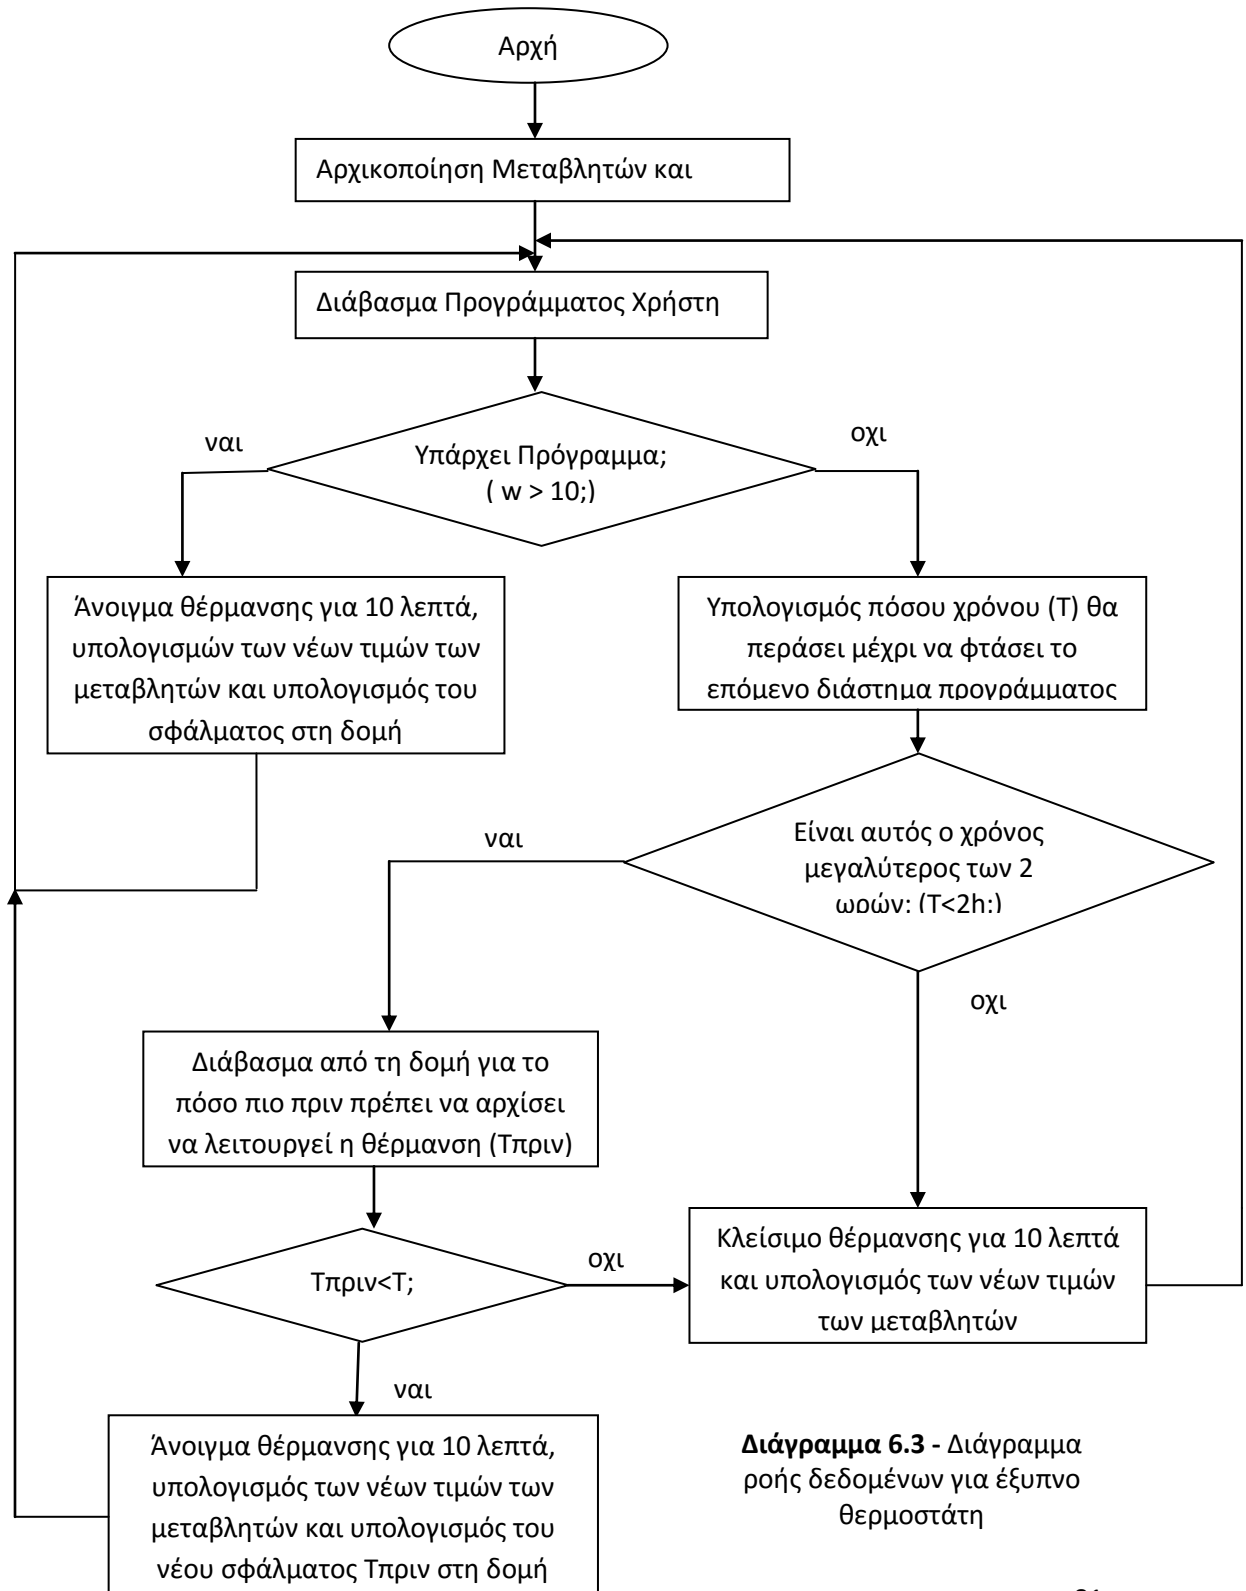 Αρχή
Αρχικοποίηση Μεταβλητών και
Διάβασμα Προγράμματος Χρήστη
ναι
οχι
Υπάρχει Πρόγραμμα;
( w > 10;)
Άνοιγμα θέρμανσης για 10 λεπτά,
υπολογισμών των νέων τιμών των
μεταβλητών και υπολογισμός του
σφάλματος στη δομή
Υπολογισμός πόσου χρόνου (Τ) θα
περάσει μέχρι να φτάσει το
επόμενο διάστημα προγράμματος
ναι
Είναι αυτός ο χρόνος
μεγαλύτερος των 2
ωρών; (Τ<2h;)
οχι
Διάβασμα από τη δομή για το
πόσο πιο πριν πρέπει να αρχίσει
να λειτουργεί η θέρμανση (Τπριν)
Τπριν<Τ;
οχι
Κλείσιμο θέρμανσης για 10 λεπτά
και υπολογισμός των νέων τιμών
των μεταβλητών
ναι
Άνοιγμα θέρμανσης για 10 λεπτά,
υπολογισμός των νέων τιμών των
μεταβλητών και υπολογισμός του
νέου σφάλματος Τπριν στη δομή
Διάγραμμα 6.3 - Διάγραμμα
ροής δεδομένων για έξυπνο
θερμοστάτη